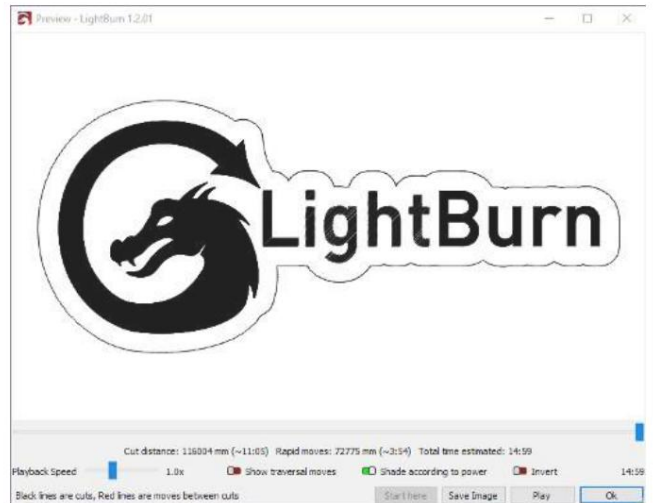 Preview - LightBurn 1.2.01
LightBurn
Cut distance: 116004 mm (~11:05) Rapid moves: 72775 mm (~3:54) Total time estimated: 14:59
Playback Speed 1.0x Show traversal moves Shade according to power Invert 14:59
Black lines are cuts, Red lines are moves between cuts Start here Save Image Play Ok